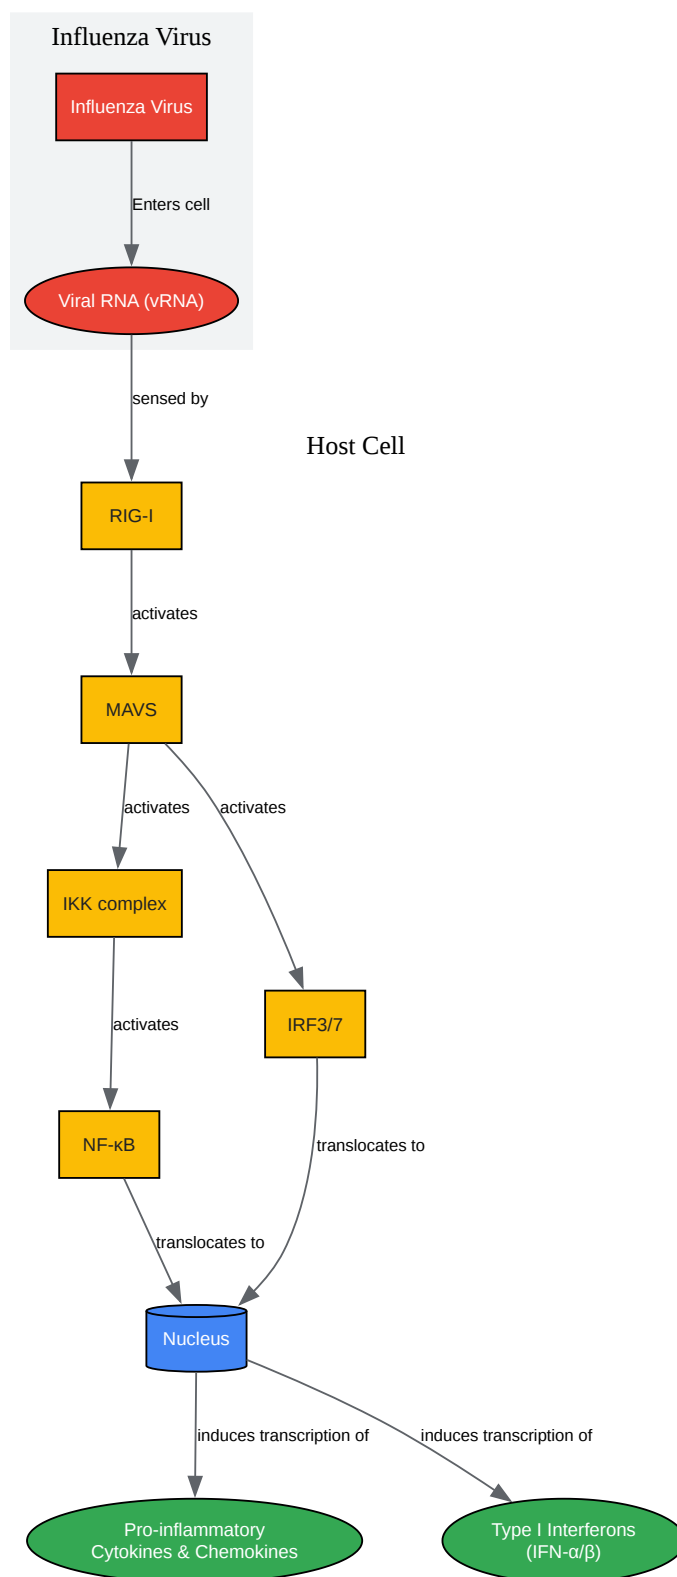 Influenza Virus
Influenza Virus
Enters cell
Viral RNA (vRNA)
sensed by
Host Cell
RIG-I
activates
MAVS
activates
activates
IKK complex
IRF3/7
activates
NF-κB
translocates to
translocates to
Nucleus
induces transcription of
induces transcription of
Pro-inflammatory
Cytokines & Chemokines
Type I Interferons
(IFN-α/β)